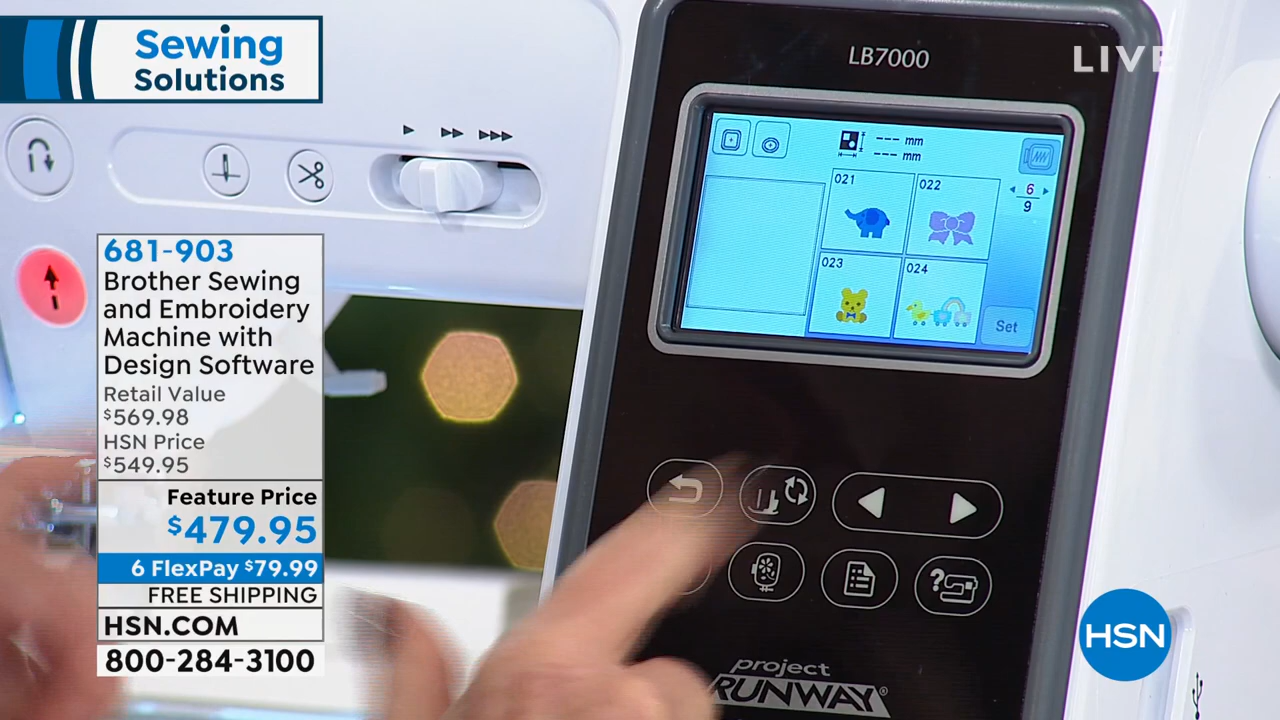 Sewing
Solutions
LIVE
LB7000
--- mm
--- mm
021
022
6
9
023
024
Set
681-903
Brother Sewing
and Embroidery
Machine with
Design Software
Retail Value
$569.98
HSN Price
$549.95
Feature Price
$479.95
6 FlexPay $79.99
FREE SHIPPING
HSN.COM
800-284-3100
project
RUNWAY®
HSN